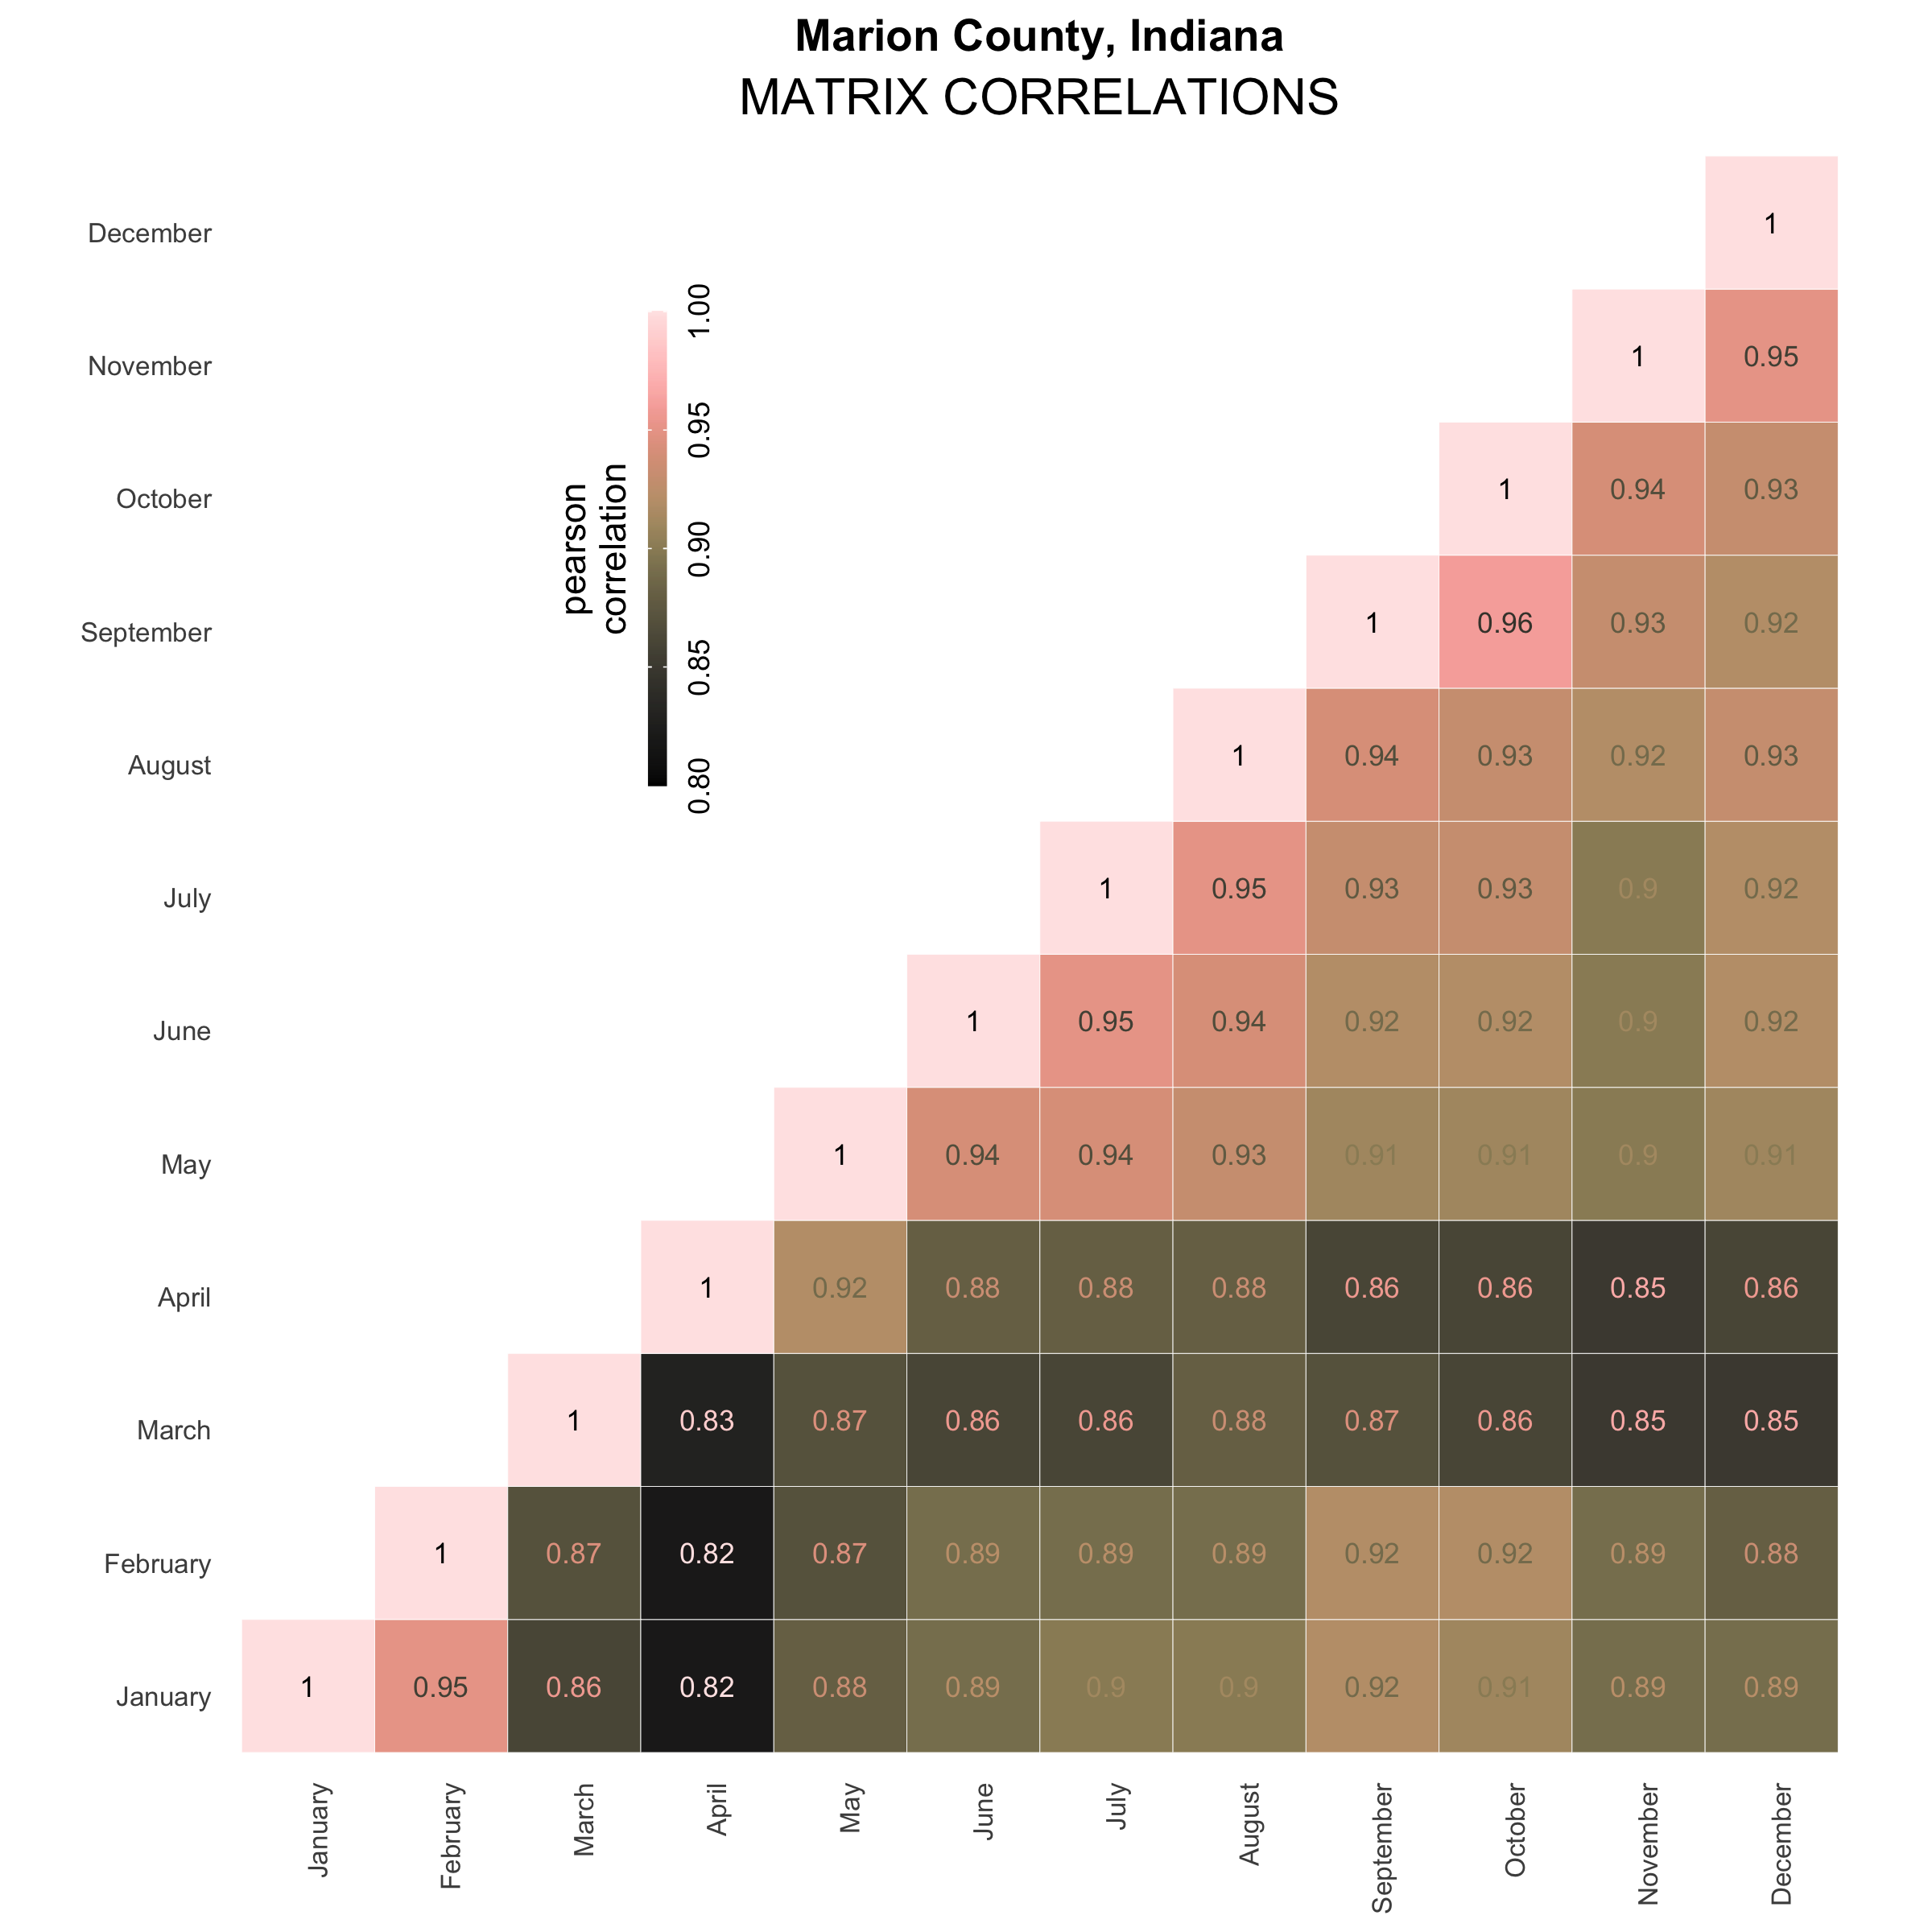 Marion County, Indiana
MATRIX CORRELATIONS
December 1
November 1 0.95
October 1 0.94 0.93
September 1 0.96 0.93 0.92
August 1 0.94 0.93 0.92 0.93
July 1 0.95 0.93 0.93 0.9 0.92
June 1 0.95 0.94 0.92 0.92 0.9 0.92
May 1 0.94 0.94 0.93 0.91 0.91 0.9 0.91
April 1 0.92 0.88 0.88 0.88 0.86 0.86 0.85 0.86
March 1 0.83 0.87 0.86 0.86 0.88 0.87 0.86 0.85 0.85
February 1 0.87 0.82 0.87 0.89 0.89 0.89 0.92 0.92 0.89 0.88
January 1 0.95 0.86 0.82 0.88 0.89 0.9 0.9 0.92 0.91 0.89 0.89
January February March April May June July August September October November December
pearson
correlation
0.80 0.85 0.90 0.95 1.00